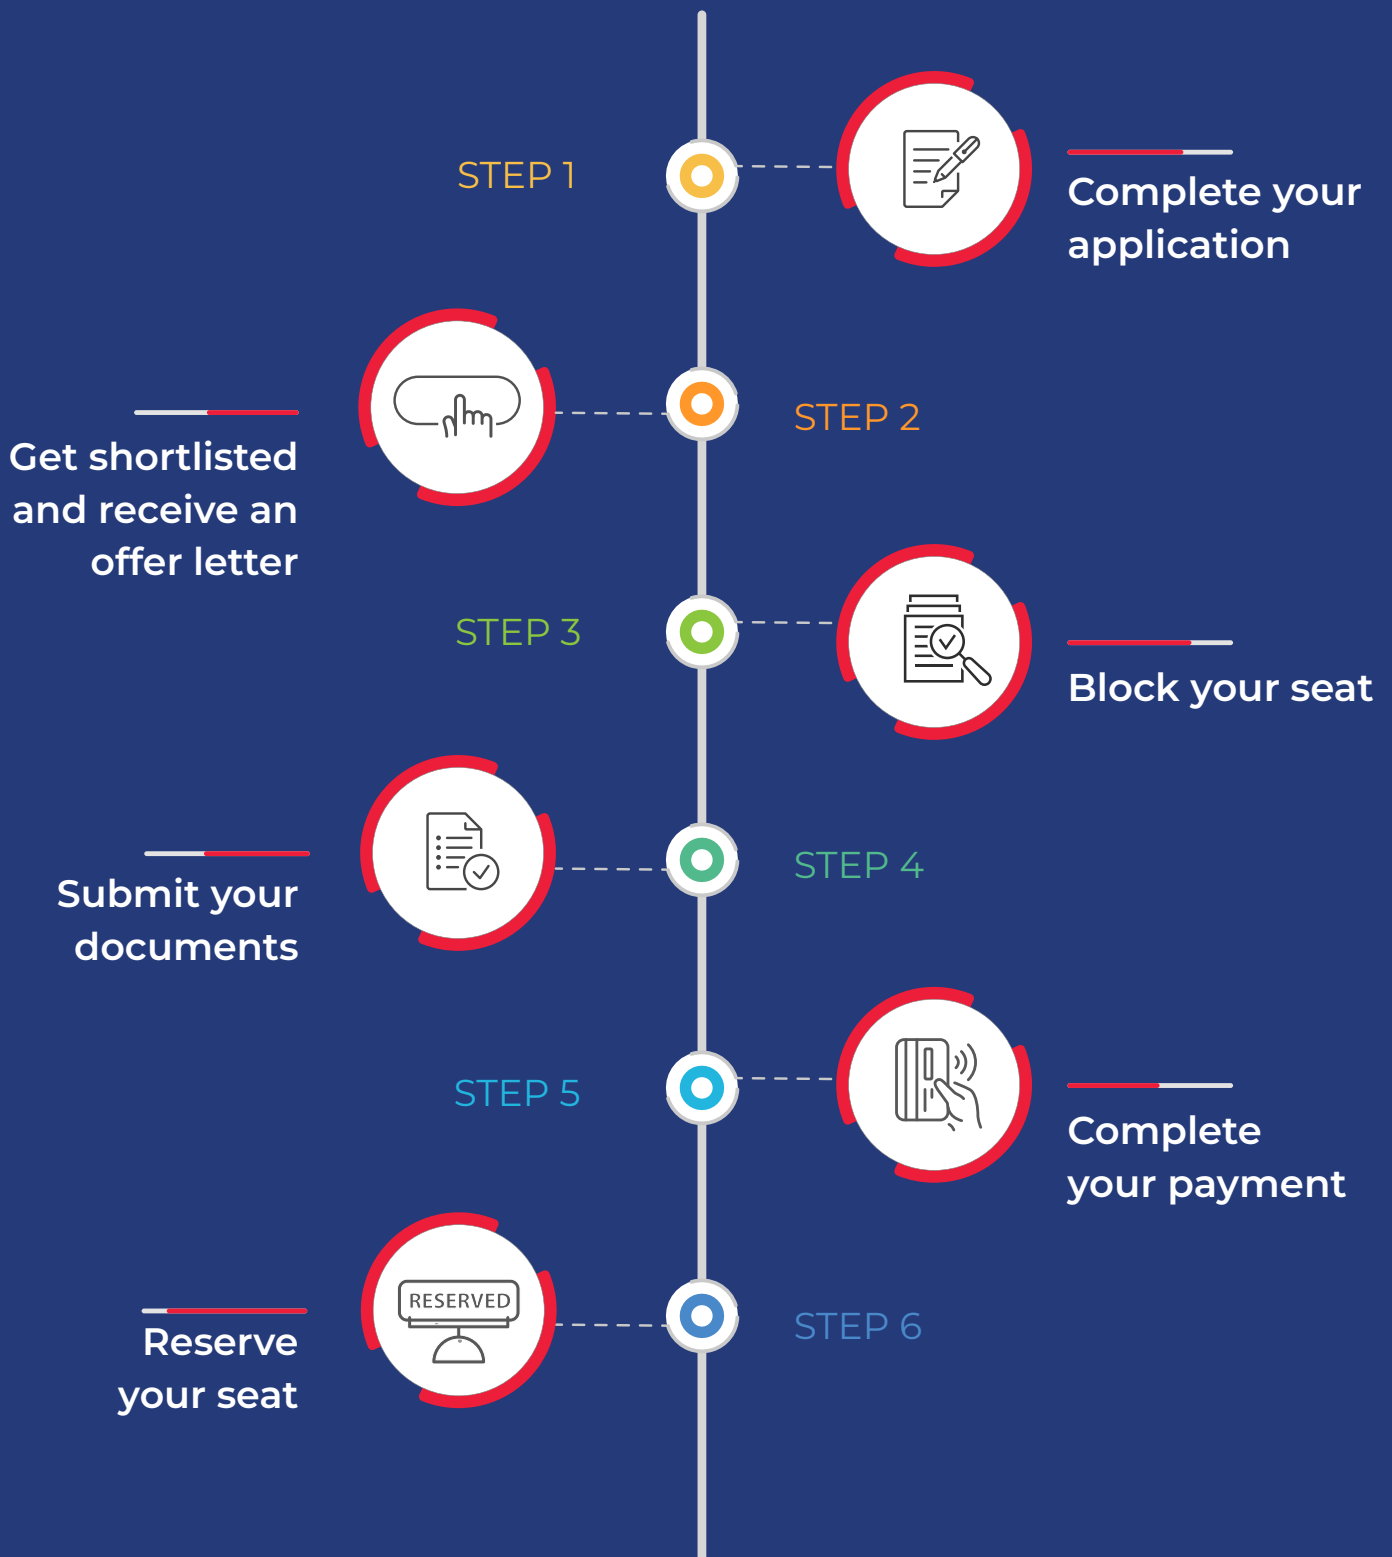 STEP 1
Complete your
application
STEP 2
Get shortlisted
and receive an
offer letter
STEP 3
Block your seat
STEP 4
Submit your
documents
STEP 5
Complete
your payment
STEP 6
RESERVED
Reserve
your seat